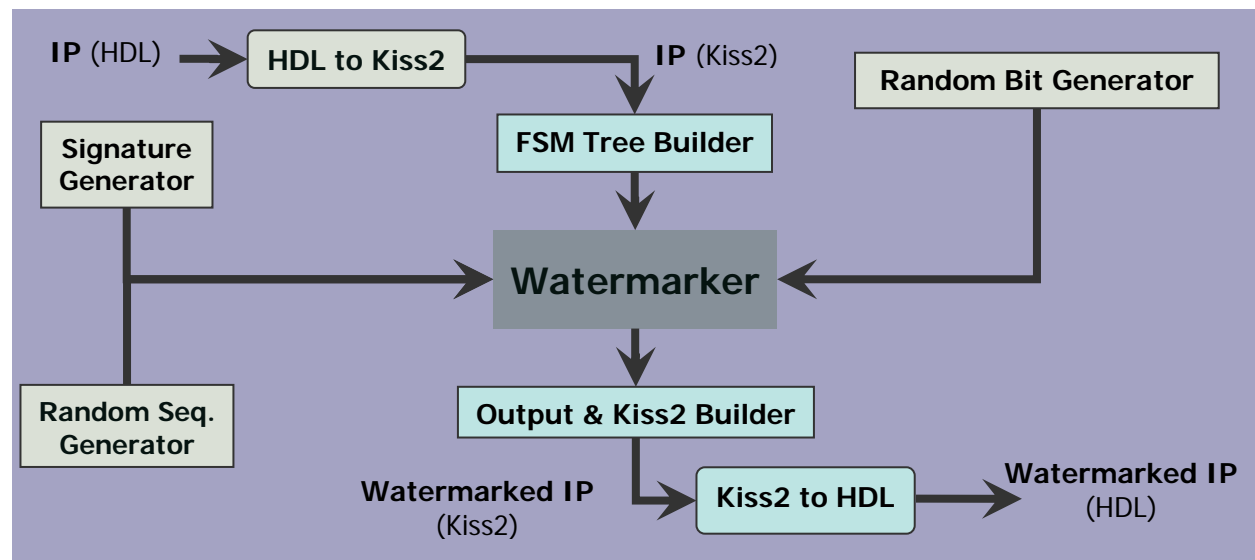 IP (HDL)
HDL to Kiss2
IP (Kiss2)
Random Bit Generator
FSM Tree Builder
Signature
Generator
Watermarker
Random Seq.
Generator
Output & Kiss2 Builder
Watermarked IP
(Kiss2)
Kiss2 to HDL
Watermarked IP
(HDL)